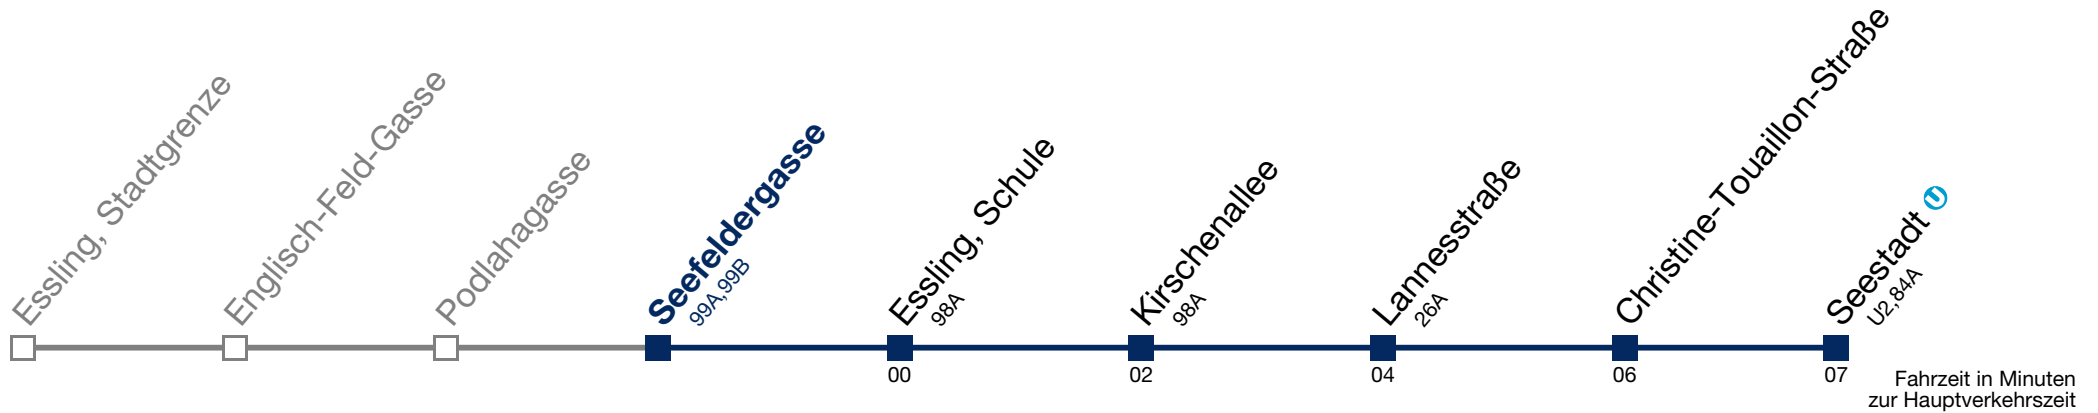 Essling, Stadtgrenze
Englisch-Feld-Gasse
Podlahagasse
Seefeldergasse
99A,99B
Essling, Schule
98A
Kirschenallee
98A
Lannesstraße
26A
Christine-Touaillon-Straße
Seestadt U
U2,84A
00
02
04
06
07
Fahrzeit in Minuten
zur Hauptverkehrszeit